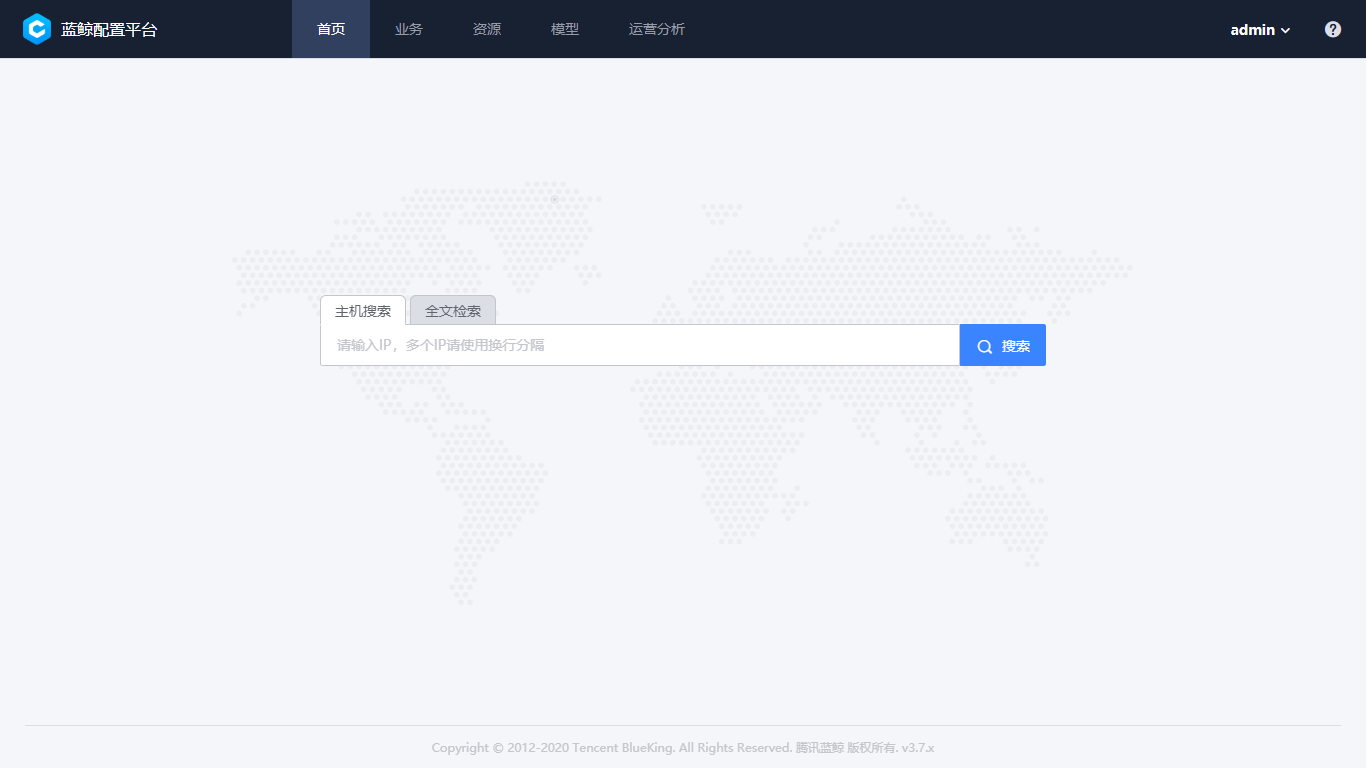 蓝鲸配置平台 首页 业务 资源 模型 运营分析 admin
主机搜索 全文检索
请输入IP，多个IP请使用换行分隔 搜索
Copyright © 2012-2020 Tencent BlueKing. All Rights Reserved. 腾讯蓝鲸 版权所有. v3.7.x